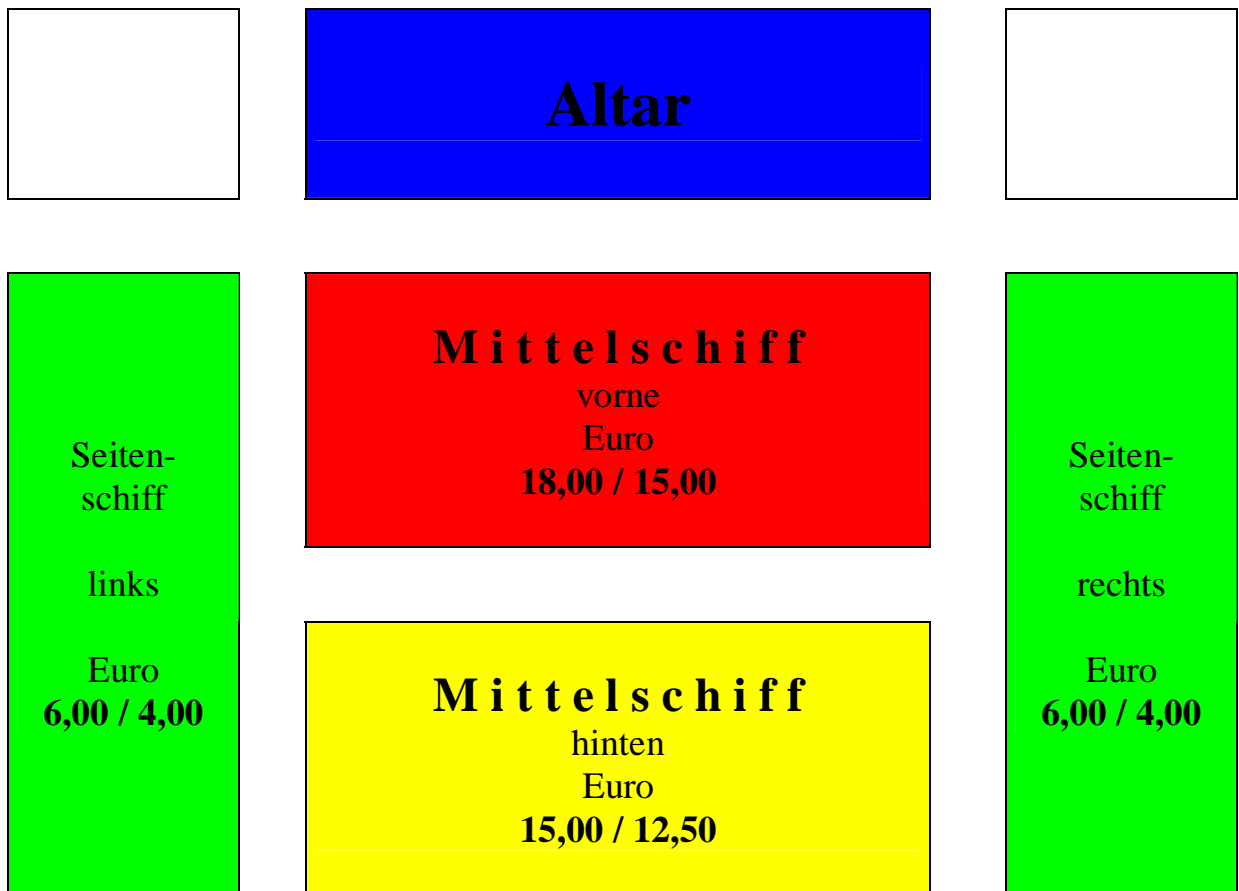 Altar
M i t t e l s c h i f f
vorne
Euro
18,00 / 15,00
Seiten-
schiff
links
Euro
6,00 / 4,00
Seiten-
schiff
rechts
Euro
6,00 / 4,00
M i t t e l s c h i f f
hinten
Euro
15,00 / 12,50